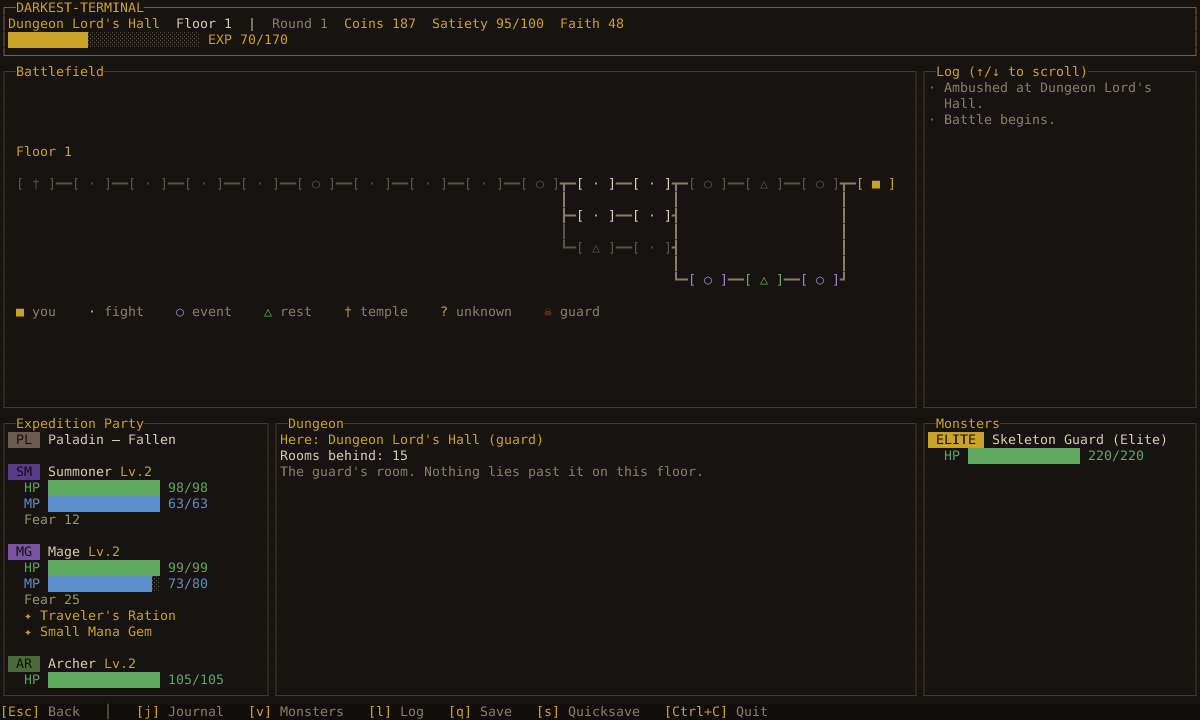 DARKEST-TERMINAL
Dungeon Lord's Hall Floor 1 | Round 1 Coins 187 Satiety 95/100 Faith 48
EXP 70/170
Battlefield
Floor 1
[ † ]──[ · ]──[ · ]──[ · ]──[ · ]──[ ○ ]──[ · ]──[ · ]──[ · ]──[ ○ ]┬─[ · ]──[ · ]┬─[ ○ ]──[ △ ]──[ ○ ]┬─[ ■ ]
├─[ · ]──[ · ]┤
└─[ △ ]──[ · ]┤
└─[ ○ ]──[ △ ]──[ ○ ]┘
■ you · fight ○ event △ rest † temple ? unknown ☠ guard
Log (↑/↓ to scroll)
· Ambushed at Dungeon Lord's
Hall.
· Battle begins.
Expedition Party
PL Paladin — Fallen
SM Summoner Lv.2
HP 98/98
MP 63/63
Fear 12
MG Mage Lv.2
HP 99/99
MP 73/80
Fear 25
✦ Traveler's Ration
✦ Small Mana Gem
AR Archer Lv.2
HP 105/105
Dungeon
Here: Dungeon Lord's Hall (guard)
Rooms behind: 15
The guard's room. Nothing lies past it on this floor.
Monsters
ELITE Skeleton Guard (Elite)
HP 220/220
[Esc] Back │ [j] Journal [v] Monsters [l] Log [q] Save [s] Quicksave [Ctrl+C] Quit